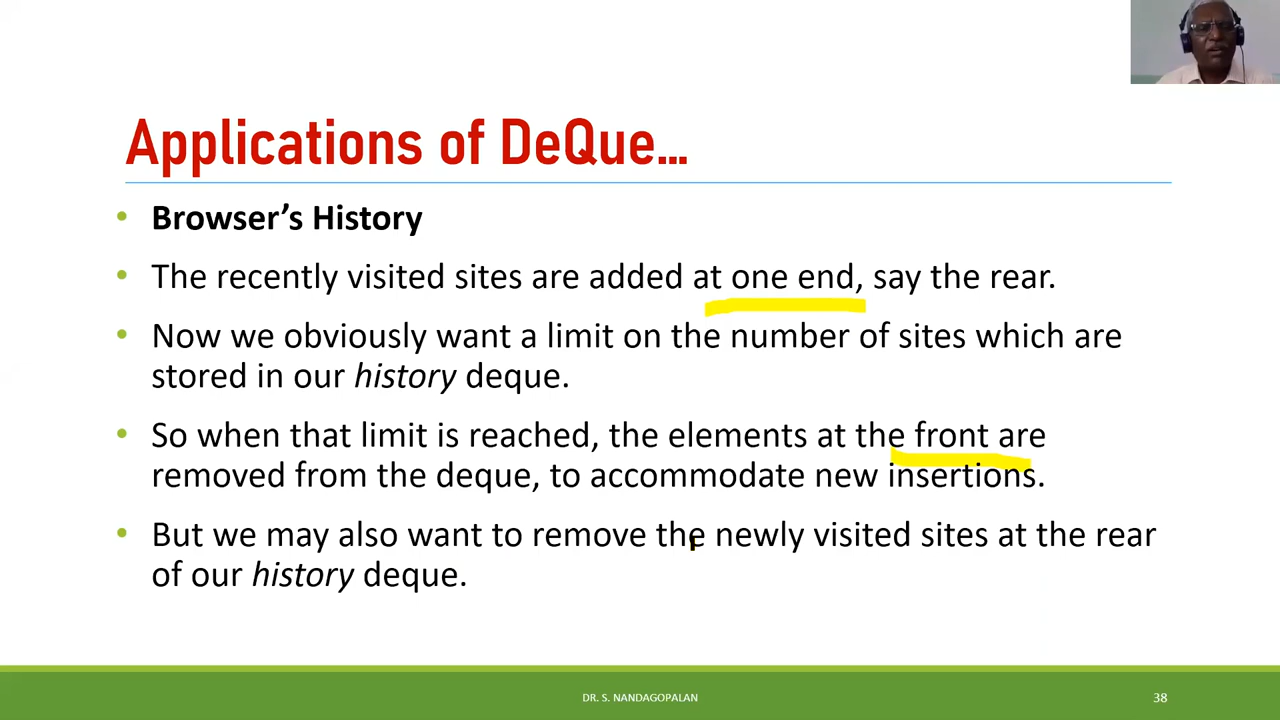 Applications of DeQue...
• Browser’s History
• The recently visited sites are added at one end, say the rear.
• Now we obviously want a limit on the number of sites which are
stored in our history deque.
• So when that limit is reached, the elements at the front are
removed from the deque, to accommodate new insertions.
• But we may also want to remove the newly visited sites at the rear
of our history deque.
DR. S. NANDAGOPALAN
38